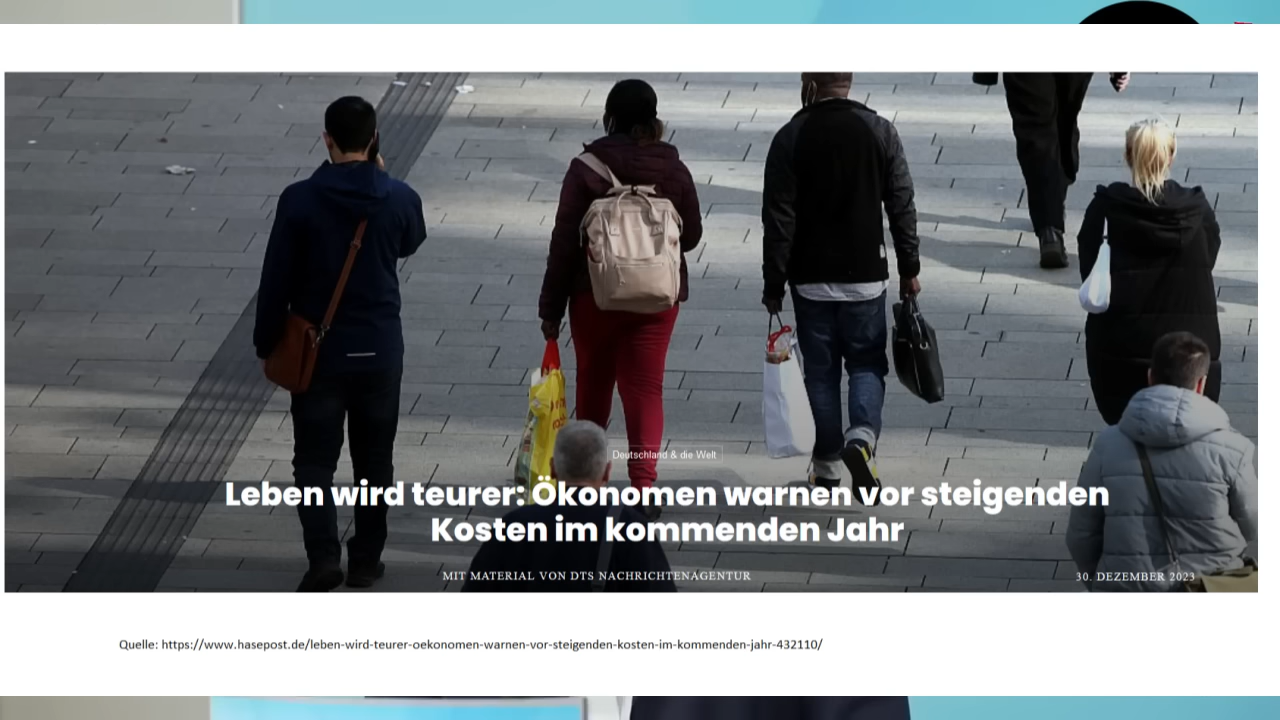 Deutschland & die Welt
Leben wird teurer: Ökonomen warnen vor steigenden
Kosten im kommenden Jahr
MIT MATERIAL VON DTS NACHRICHTENAGENTUR
30. DEZEMBER 2023
Quelle: https://www.hasepost.de/leben-wird-teurer-oekonomen-warnen-vor-steigenden-kosten-im-kommenden-jahr-432110/